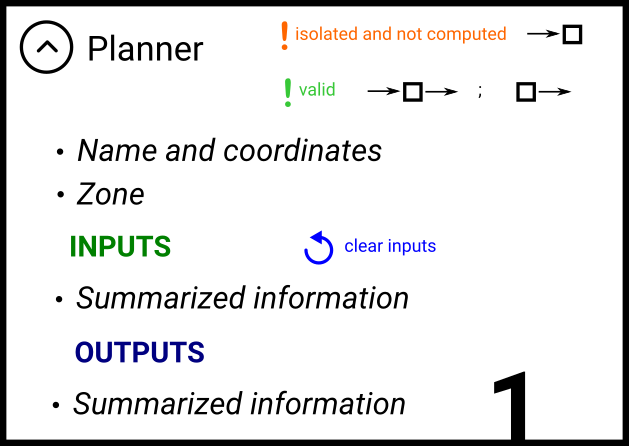 Planner
! isolated and not computed
! valid ;
• Name and coordinates
• Zone
INPUTS
clear inputs
• Summarized information
OUTPUTS
• Summarized information
1